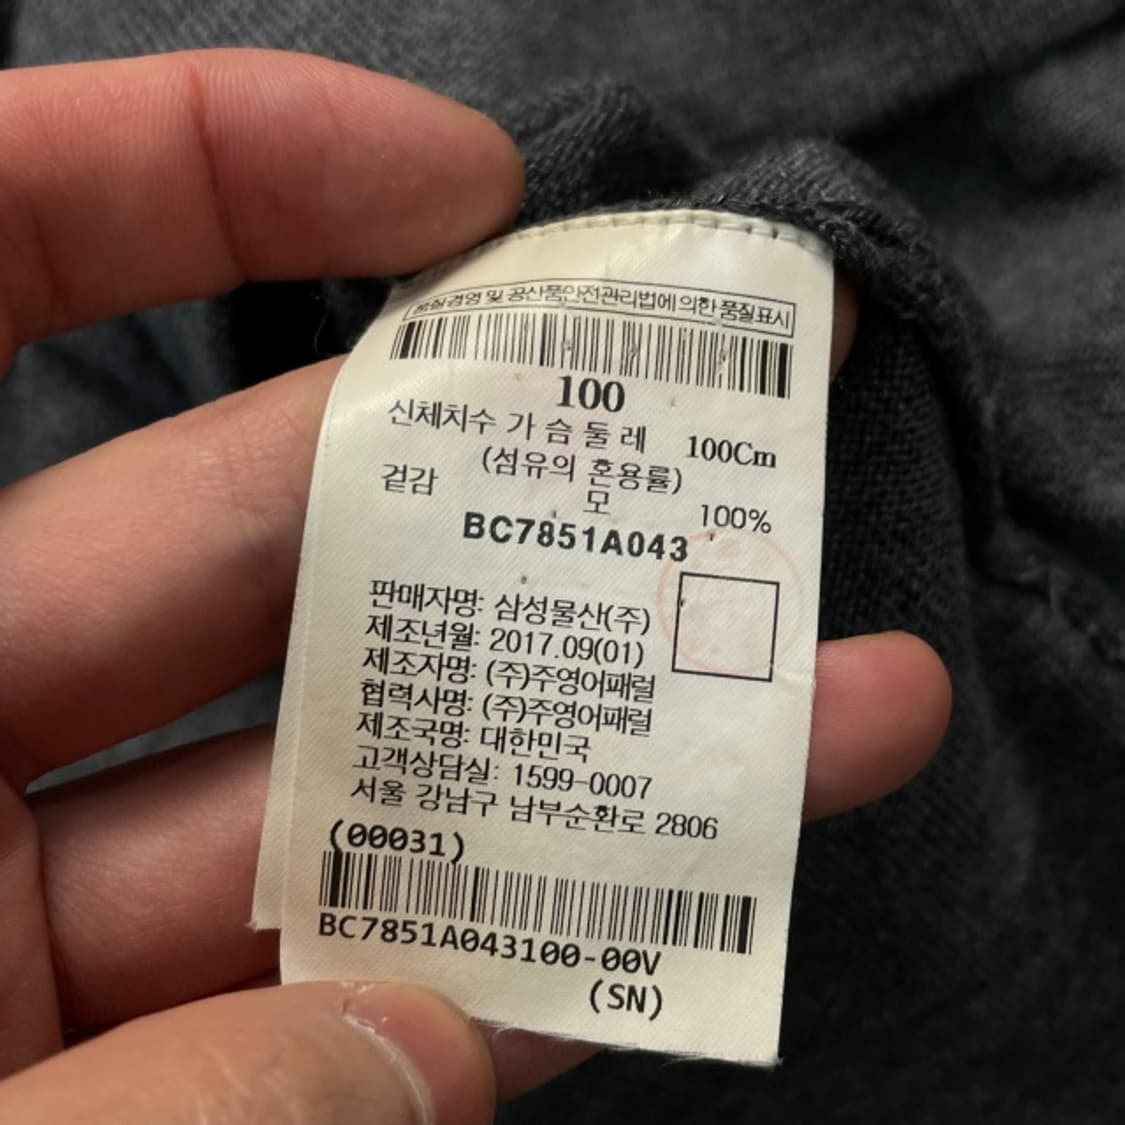 품질경영 및 공산품안전관리법에 의한 품질표시
100
신체치수 가 슴 둘 레 100Cm
(섬유의 혼용률)
겉감 모 100%
BC7851A043
판매자명: 삼성물산(주)
제조년월: 2017.09(01)
제조자명: (주)주영어패럴
협력사명: (주)주영어패럴
제조국명: 대한민국
고객상담실: 1599-0007
서울 강남구 남부순환로 2806
(00031)
BC7851A043100-00V
(SN)